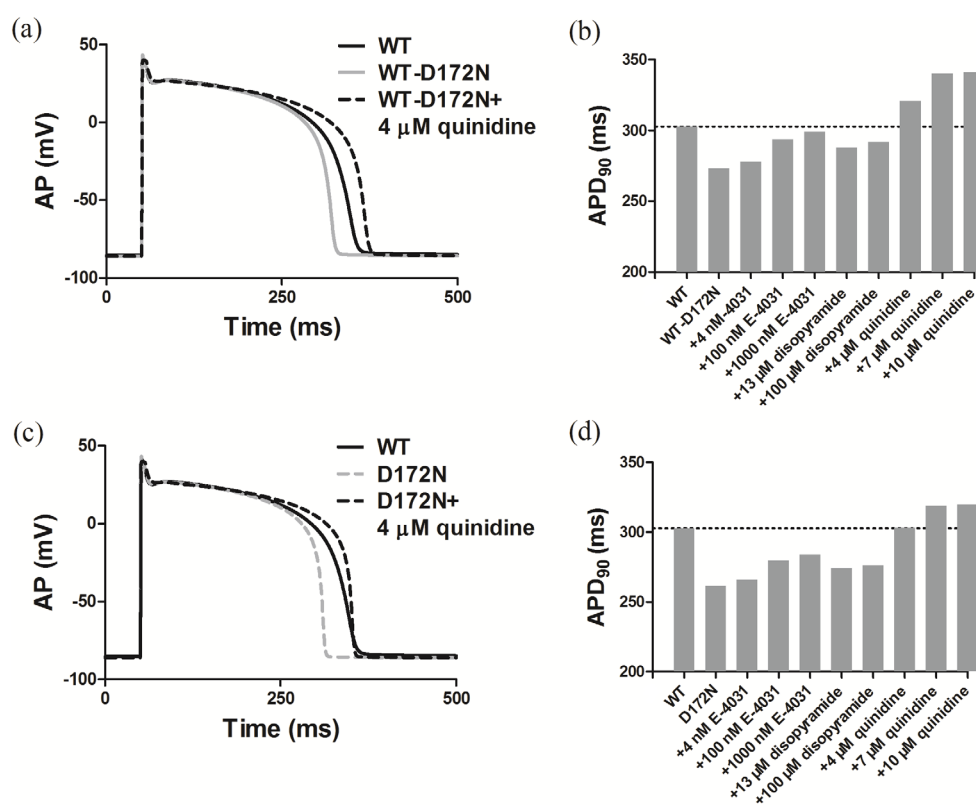 (a)
50
0
-50
-100
AP (mV)
0
250
500
Time (ms)
WT
WT-D172N
WT-D172N+
4 µM quinidine
(b)
350
300
250
200
APD90 (ms)
WT
WT-D172N
+4 nM-4031
+100 nM E-4031
+1000 nM E-4031
+13 µM disopyramide
+100 µM disopyramide
+4 µM quinidine
+7 µM quinidine
+10 µM quinidine
(c)
50
0
-50
-100
AP (mV)
0
250
500
Time (ms)
WT
D172N
D172N+
4 µM quinidine
(d)
350
300
250
200
APD90 (ms)
WT
D172N
+4 nM E-4031
+100 nM E-4031
+1000 nM E-4031
+13 µM disopyramide
+100 µM disopyramide
+4 µM quinidine
+7 µM quinidine
+10 µM quinidine